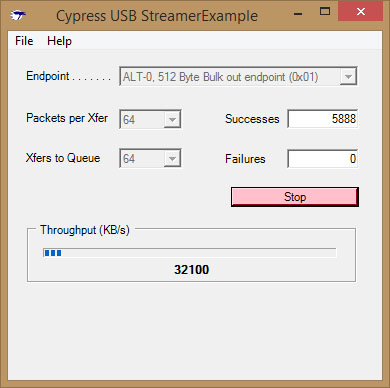 Cypress USB StreamerExample
File Help
Endpoint . . . . . . . ALT-0, 512 Byte Bulk out endpoint (0x01)
Packets per Xfer 64 Successes 5888
Xfers to Queue 64 Failures 0
Stop
Throughput (KB/s)
32100